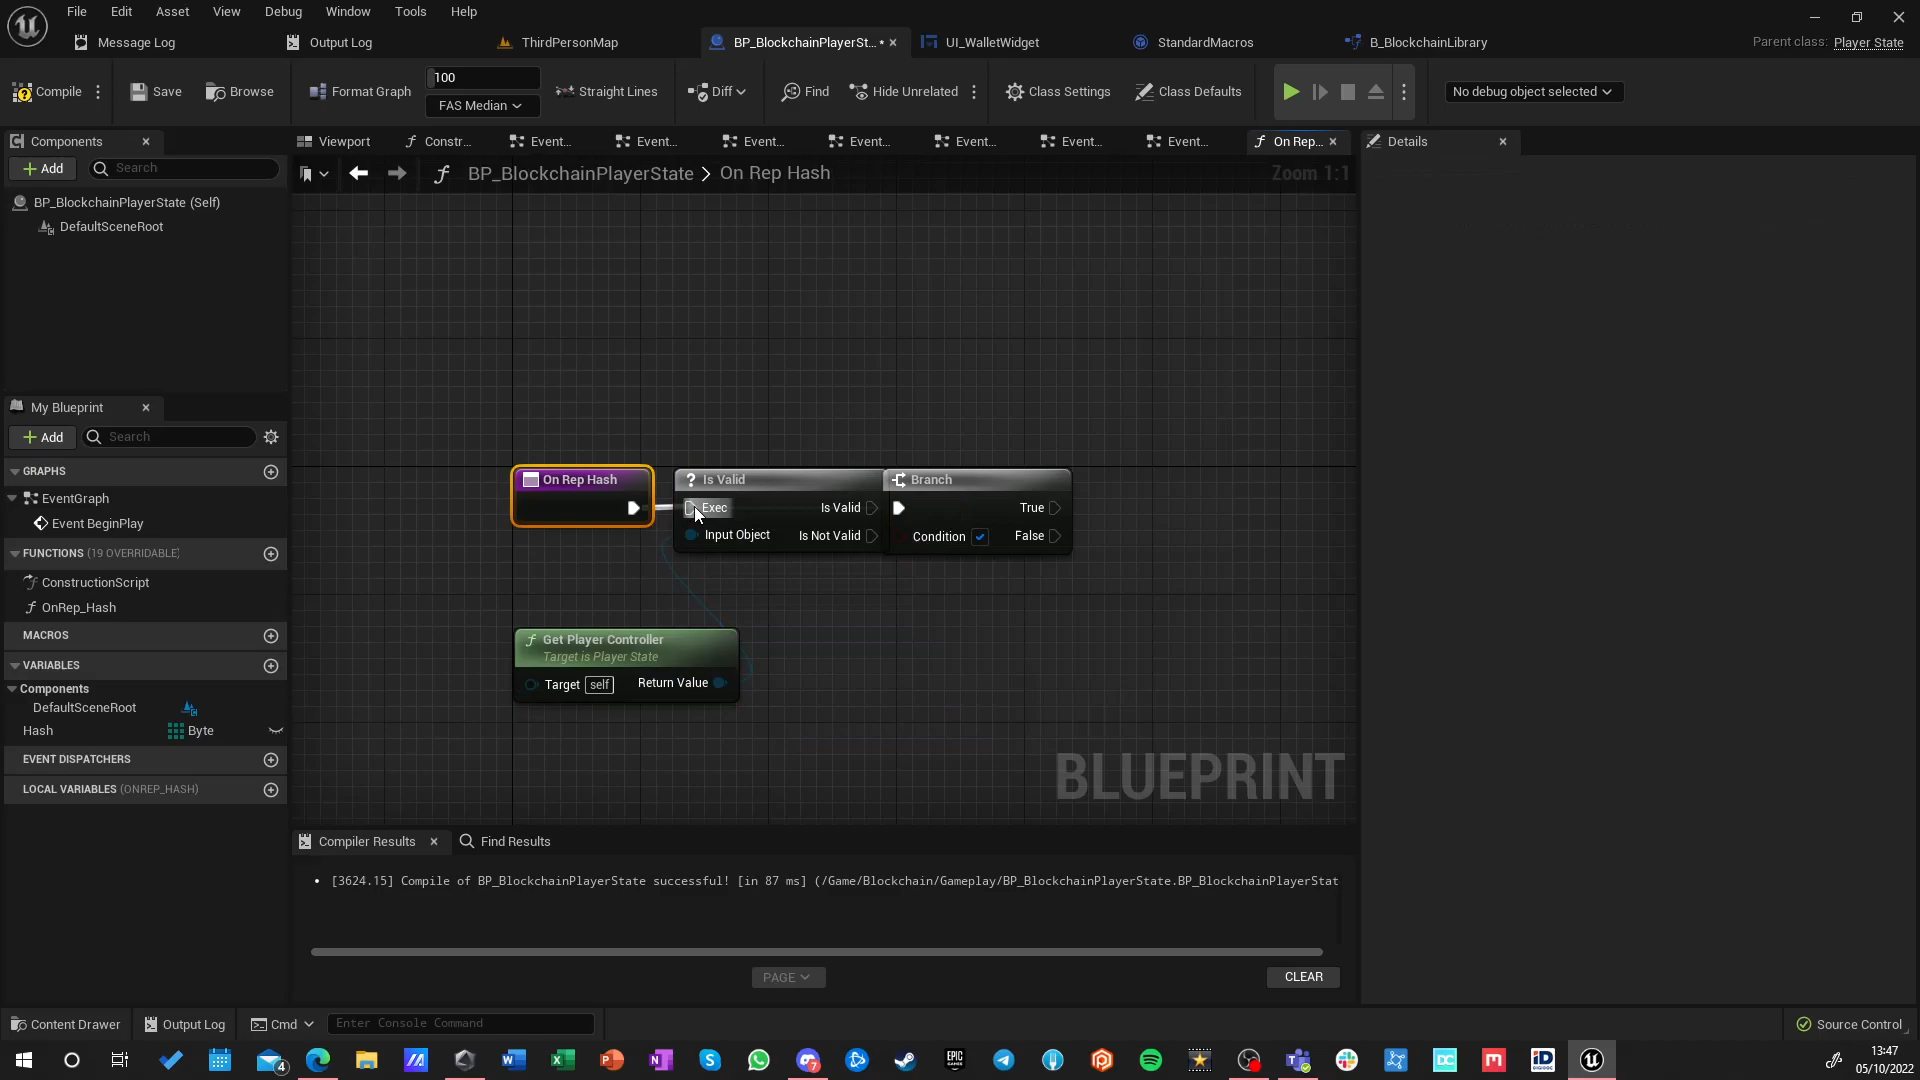 File Edit Asset View Debug Window Tools Help
Message Log Output Log ThirdPersonMap BP_BlockchainPlayerSt... • UI_WalletWidget StandardMacros B_BlockchainLibrary Parent class: Player State
Compile Save Browse Format Graph 100 FAS Median Straight Lines Diff Find Hide Unrelated Class Settings Class Defaults No debug object selected
Components Viewport Constr... Event... Event... Event... Event... Event... Event... Event... On Rep... Details
Add Search
BP_BlockchainPlayerState > On Rep Hash Zoom 1:1
BP_BlockchainPlayerState (Self)
DefaultSceneRoot
My Blueprint
Add Search
GRAPHS
EventGraph
Event BeginPlay
FUNCTIONS (19 OVERRIDABLE)
ConstructionScript
OnRep_Hash
MACROS
VARIABLES
Components
DefaultSceneRoot
Hash Byte
EVENT DISPATCHERS
LOCAL VARIABLES (ONREP_HASH)
On Rep Hash
? Is Valid
Exec Is Valid
Input Object Is Not Valid
Branch
True
Condition False
Get Player Controller
Target is Player State
Target self Return Value
BLUEPRINT
Compiler Results Find Results
• [3624.15] Compile of BP_BlockchainPlayerState successful! [in 87 ms] (/Game/Blockchain/Gameplay/BP_BlockchainPlayerState.BP_BlockchainPlayerStat
PAGE CLEAR
Content Drawer Output Log Cmd Enter Console Command Source Control
13:47
05/10/2022